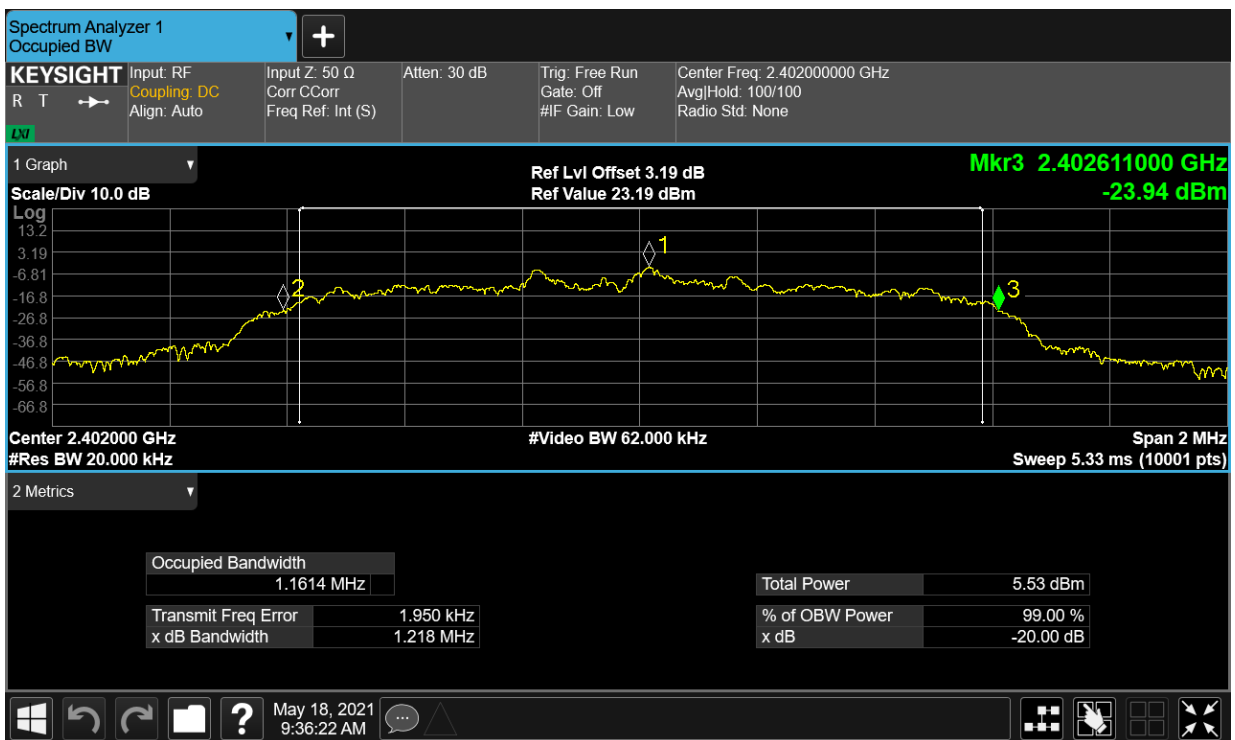 Spectrum Analyzer 1
Occupied BW
KEYSIGHT
R T
LXI
Input: RF
Coupling: DC
Align: Auto
Input Z: 50 Ω
Corr CCorr
Freq Ref: Int (S)
Atten: 30 dB
Trig: Free Run
Gate: Off
#IF Gain: Low
Center Freq: 2.402000000 GHz
Avg|Hold: 100/100
Radio Std: None
1 Graph
Scale/Div 10.0 dB
Ref Lvl Offset 3.19 dB
Ref Value 23.19 dBm
Mkr3 2.402611000 GHz
-23.94 dBm
Log
13.2
3.19
-6.81
-16.8
-26.8
-36.8
-46.8
-56.8
-66.8
1
2
3
Center 2.402000 GHz
#Video BW 62.000 kHz
Span 2 MHz
#Res BW 20.000 kHz
Sweep 5.33 ms (10001 pts)
2 Metrics
Occupied Bandwidth
1.1614 MHz
Total Power 5.53 dBm
Transmit Freq Error 1.950 kHz
% of OBW Power 99.00 %
x dB Bandwidth 1.218 MHz
x dB -20.00 dB
?
May 18, 2021
9:36:22 AM